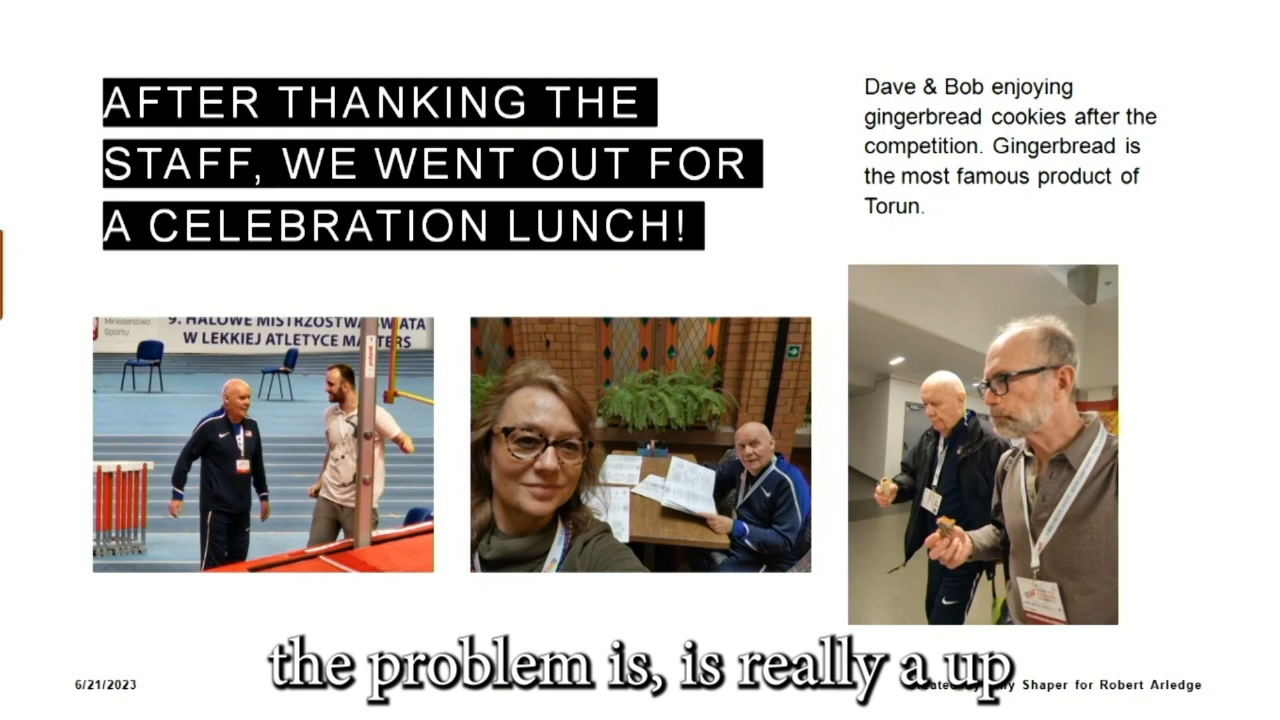 AFTER THANKING THE
STAFF, WE WENT OUT FOR
A CELEBRATION LUNCH!
Dave & Bob enjoying
gingerbread cookies after the
competition. Gingerbread is
the most famous product of
Torun.
Ministerstwo
Sportu
9. HALOWE MISTRZOSTWA ŚWIATA
W LEKKIEJ ATLETYCE MASTERS
the problem is, is really a up
6/21/2023
Shaper for Robert Arledge